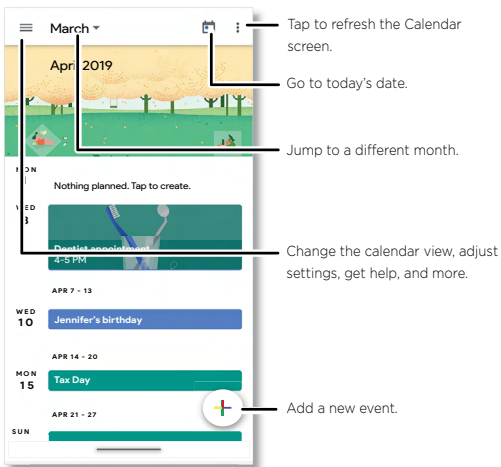 March
April 2019
MON
1
Nothing planned. Tap to create.
WED
3
Dentist appointment
4-5 PM
APR 7 - 13
WED
10
Jennifer's birthday
APR 14 - 20
MON
15
Tax Day
APR 21 - 27
SUN
Tap to refresh the Calendar
screen.
Go to today's date.
Jump to a different month.
Change the calendar view, adjust
settings, get help, and more.
Add a new event.